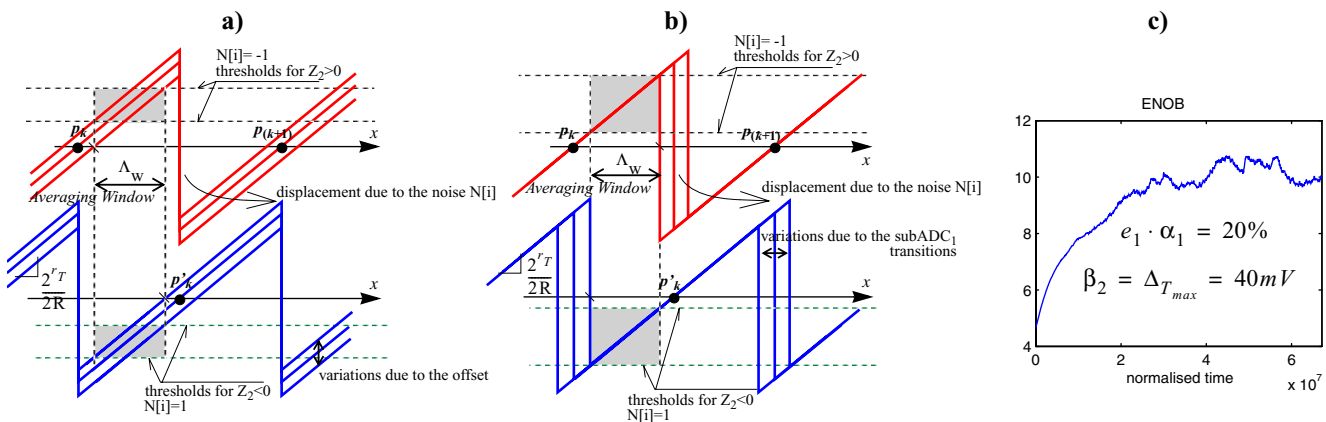 a)
N[i]= -1
thresholds for Z2>0
pk
p(k+1)
x
Λw
Averaging Window
displacement due to the noise N[i]
2^rT
2R
p'k
x
variations due to the offset
thresholds for Z2<0
N[i]=1
b)
N[i]= -1
thresholds for Z2>0
pk
p(k+1)
x
Λw
Averaging Window
displacement due to the noise N[i]
variations due to the subADC1
transitions
2^rT
2R
p'k
x
thresholds for Z2<0
N[i]=1
c)
ENOB
12
10
8
6
4
e1 · α1 = 20%
β2 = ΔTmax = 40mV
0
2
4
6
normalised time
x 10^7